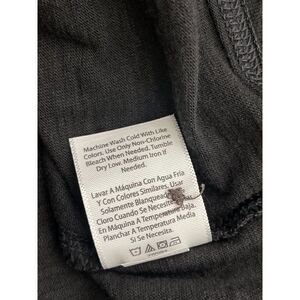 Machine Wash Cold With Like
Colors. Use Only Non-Chlorine
Bleach When Needed. Tumble
Dry Low. Medium Iron if
Needed.
Lavar A Máquina Con Agua Fría
Y Con Colores Similares. Usar
Solamente Blanqueador
Cloro Cuando Se Necesite.
En Máquina A Temperatura Baja.
Planchar A Temperatura Media
Si Se Necesita.